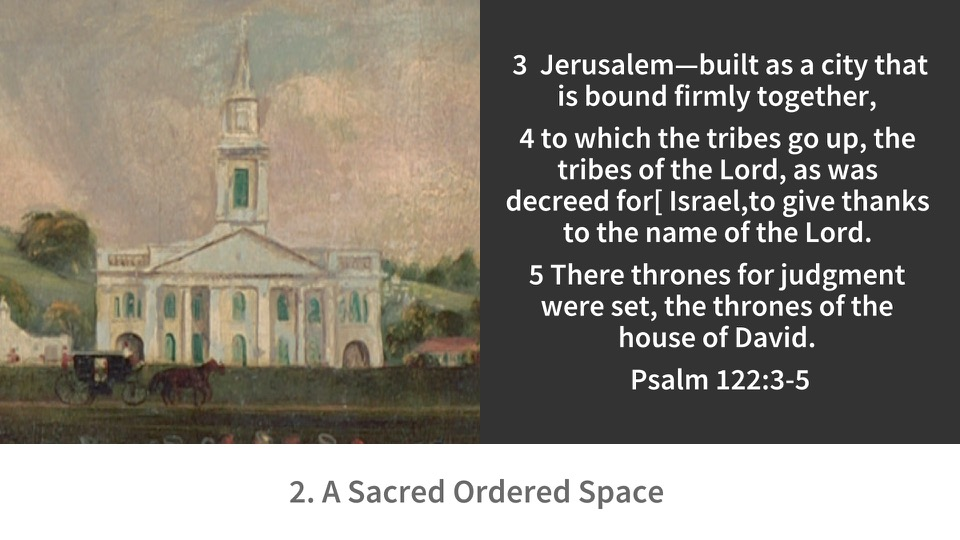 3  Jerusalem—built as a city that
is bound firmly together,
4 to which the tribes go up, the
tribes of the Lord, as was
decreed for[ Israel,to give thanks
to the name of the Lord.
5 There thrones for judgment
were set, the thrones of the
house of David.
Psalm 122:3-5
2. A Sacred Ordered Space